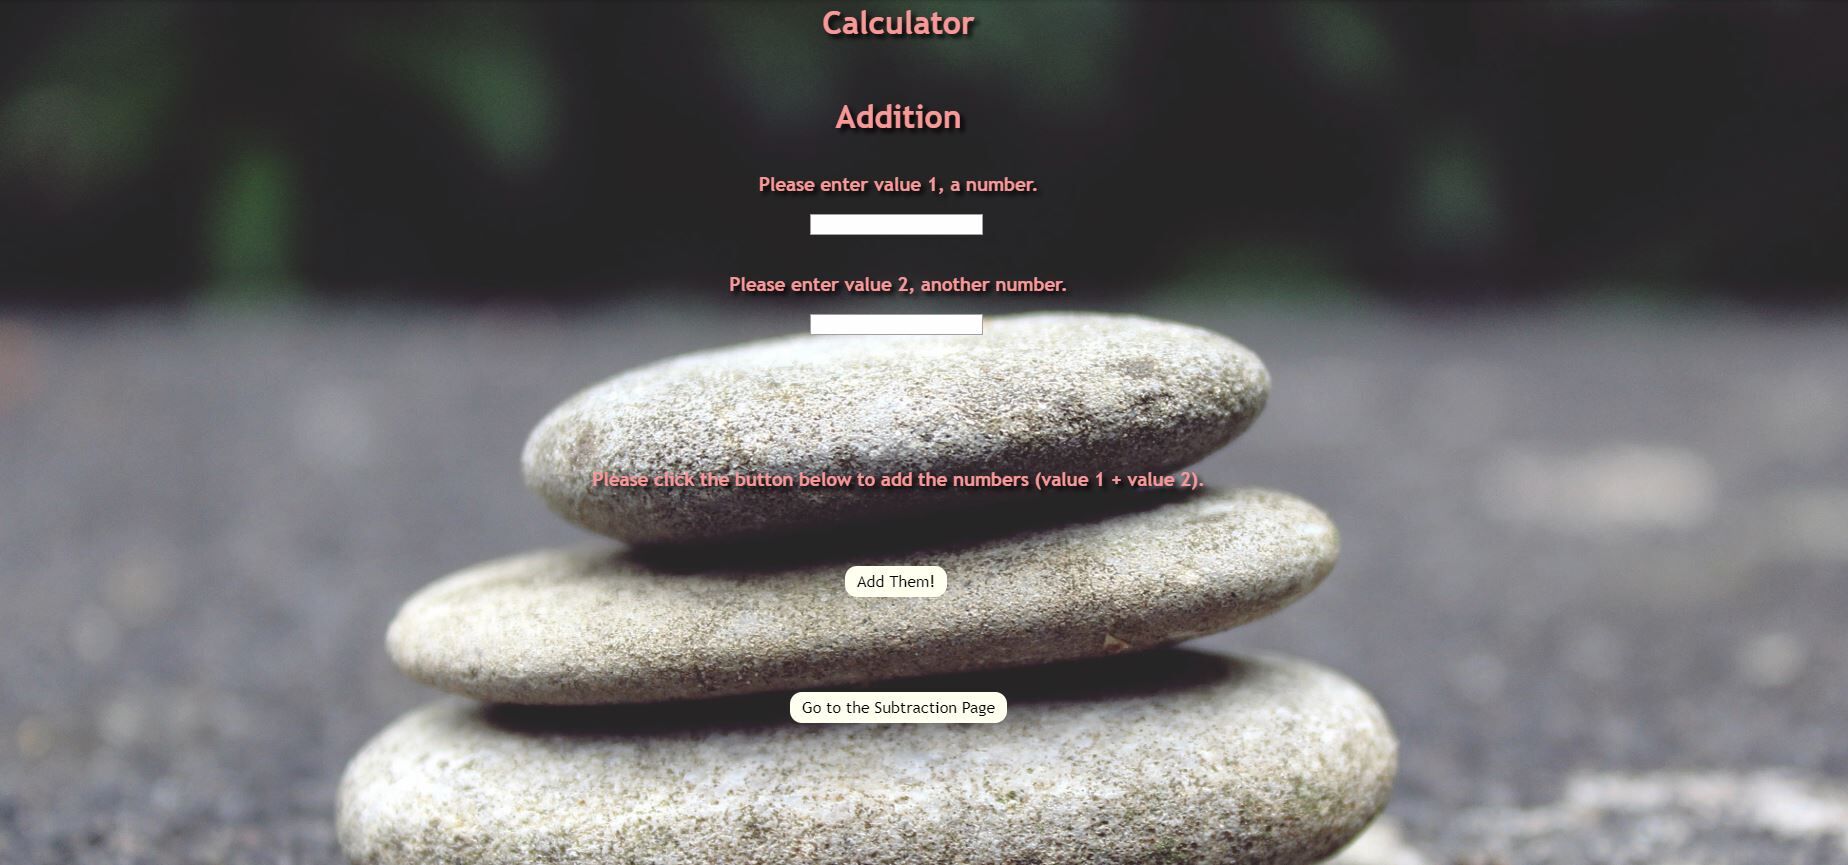 Calculator
Addition
Please enter value 1, a number.
Please enter value 2, another number.
Please click the button below to add the numbers (value 1 + value 2).
Add Them!
Go to the Subtraction Page